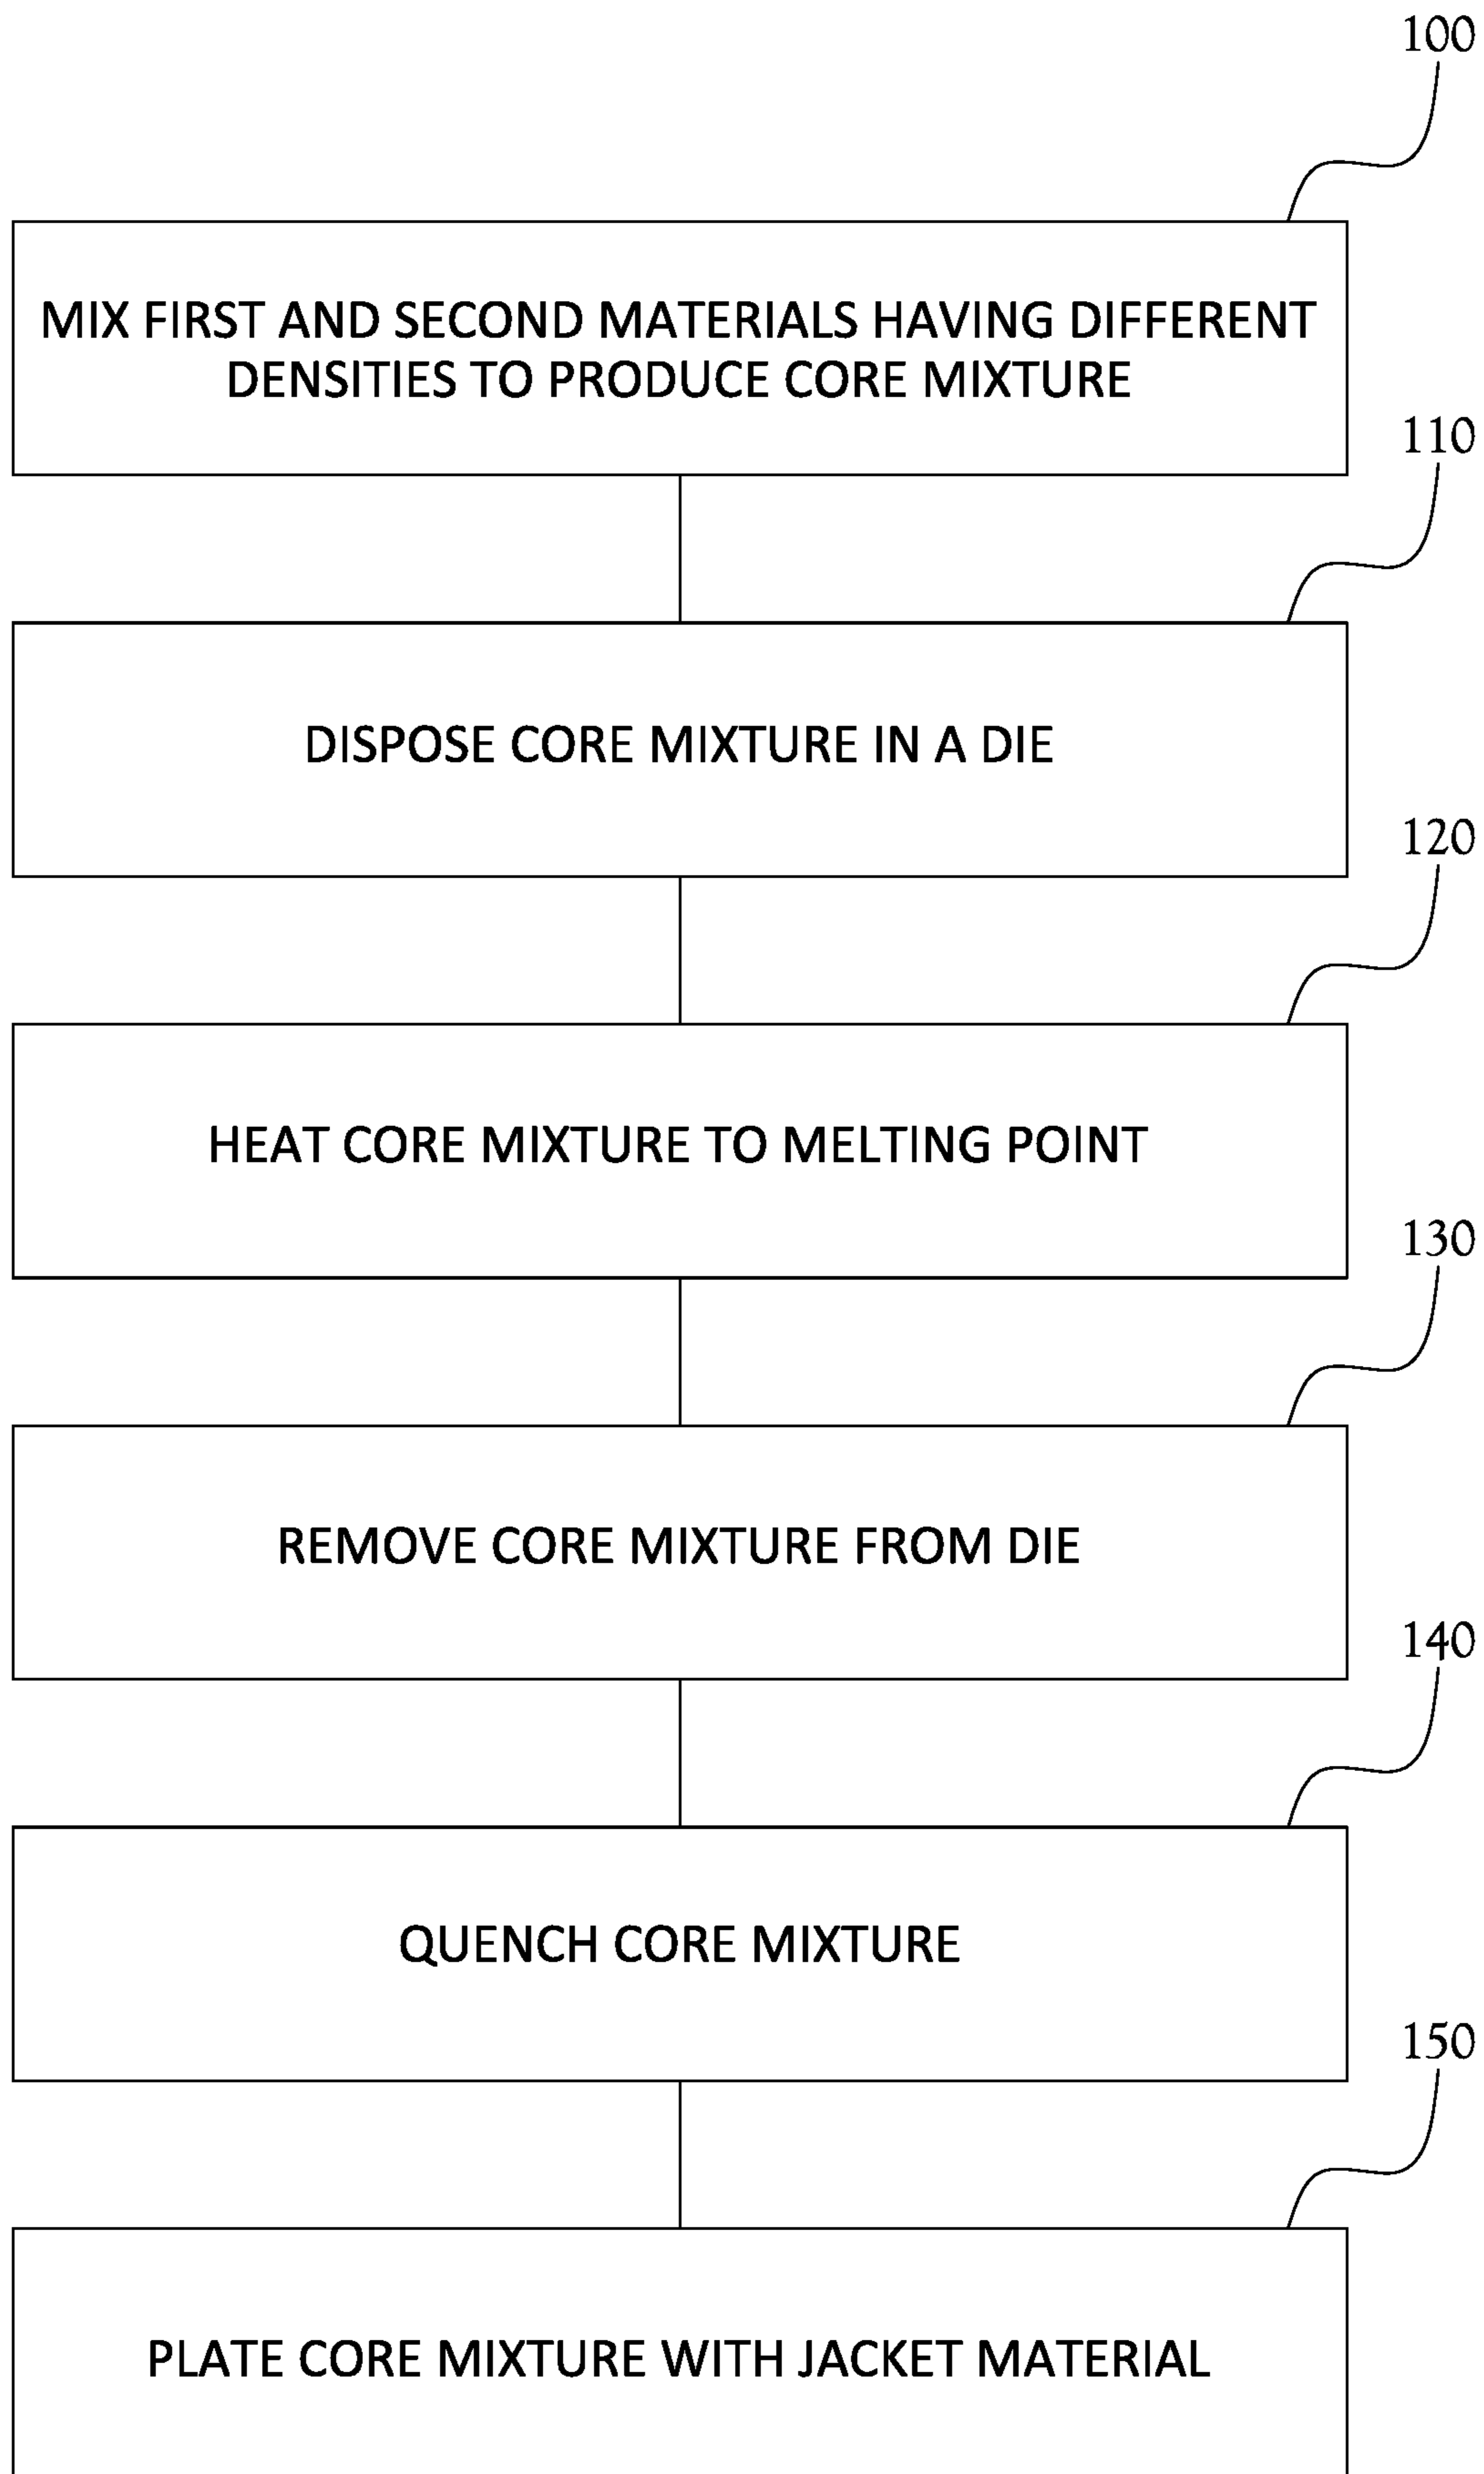 100
MIX FIRST AND SECOND MATERIALS HAVING DIFFERENT
DENSITIES TO PRODUCE CORE MIXTURE
110
DISPOSE CORE MIXTURE IN A DIE
120
HEAT CORE MIXTURE TO MELTING POINT
130
REMOVE CORE MIXTURE FROM DIE
140
QUENCH CORE MIXTURE
150
PLATE CORE MIXTURE WITH JACKET MATERIAL